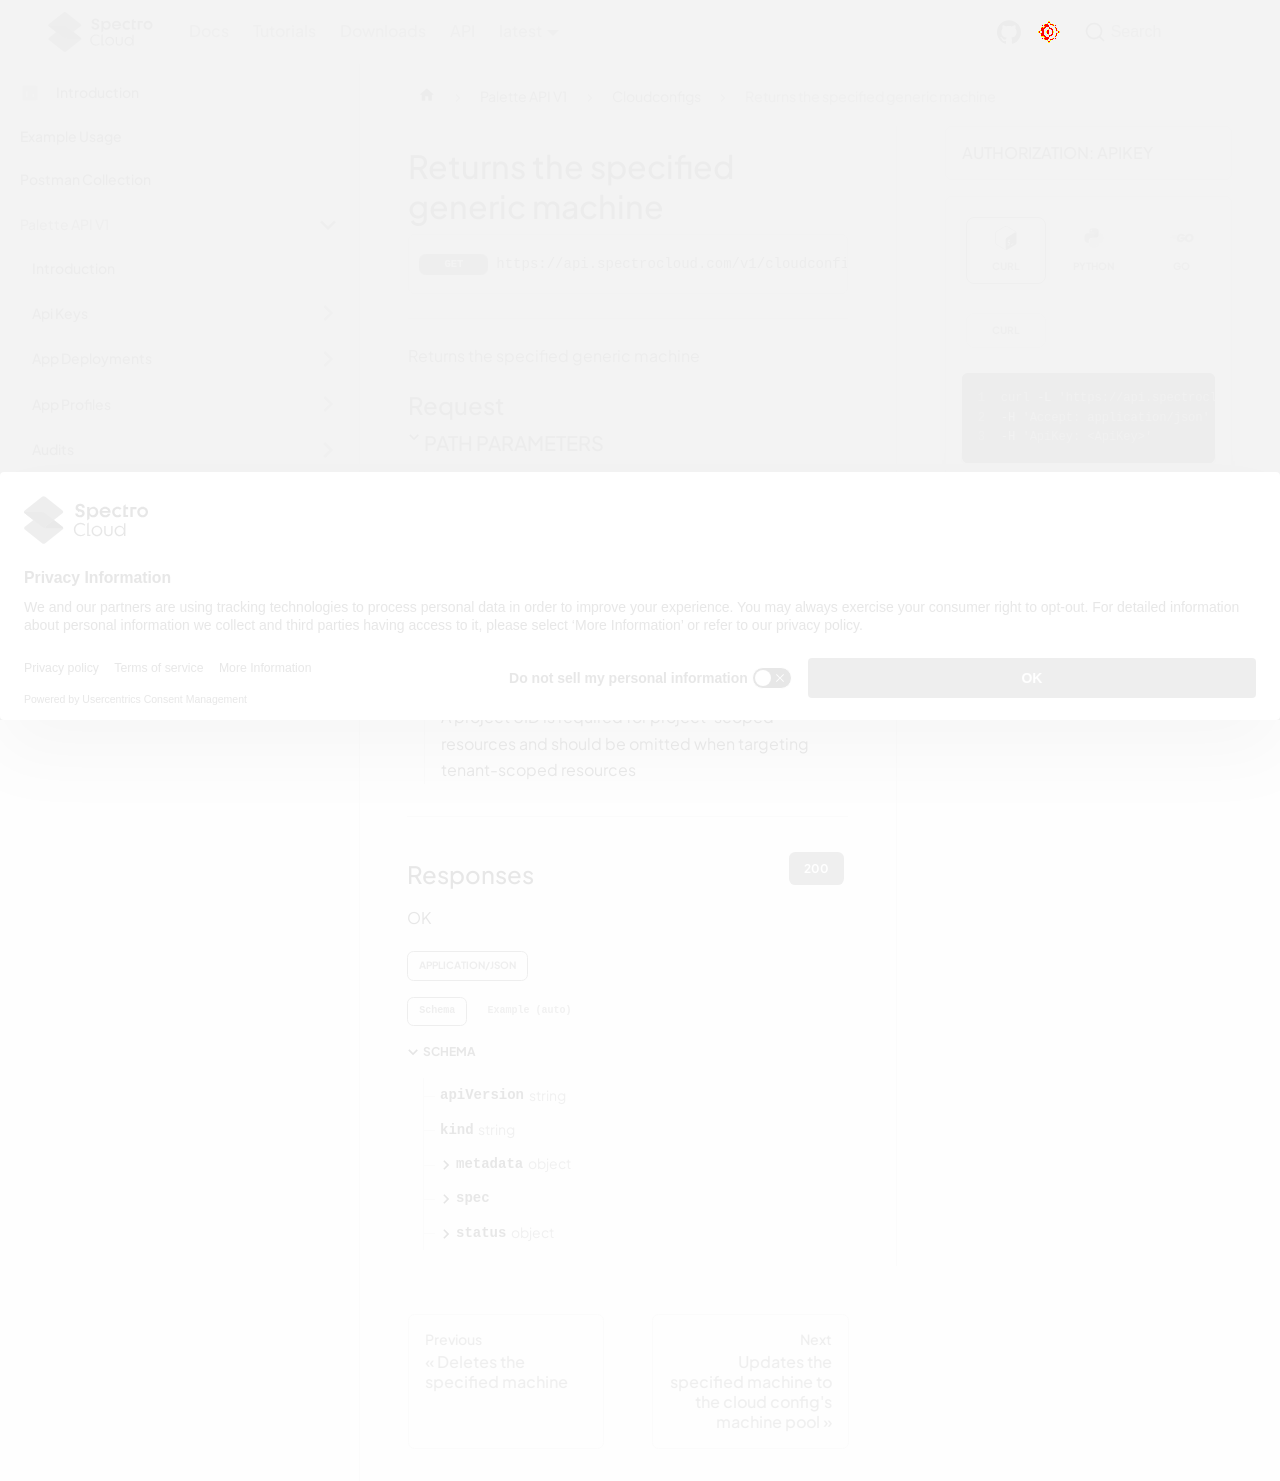 Spectro Cloud
Docs Tutorials Downloads API latest Search
Introduction
Example Usage
Postman Collection
Palette API V1
Introduction
Api Keys
App Deployments
App Profiles
Audits
Palette API V1 Cloudconfigs Returns the specified generic machine
Returns the specified
generic machine
GET https://api.spectrocloud.com/v1/cloudconfi
Returns the specified generic machine
Request
PATH PARAMETERS
AUTHORIZATION: APIKEY
CURL PYTHON GO
CURL
Spectro
Cloud
Privacy Information
We and our partners are using tracking technologies to process personal data in order to improve your experience. You may always exercise your consumer right to opt-out. For detailed information
about personal information we collect and third parties having access to it, please select 'More Information' or refer to our privacy policy.
Privacy policy Terms of service More Information
Do not sell my personal information
OK
Powered by Usercentrics Consent Management
A project UID is required for project-scoped
resources and should be omitted when targeting
tenant-scoped resources
Responses
200
OK
APPLICATION/JSON
Schema Example (auto)
SCHEMA
apiVersion string
kind string
metadata object
spec
status object
Previous
« Deletes the
specified machine
Next
Updates the
specified machine to
the cloud config's
machine pool »